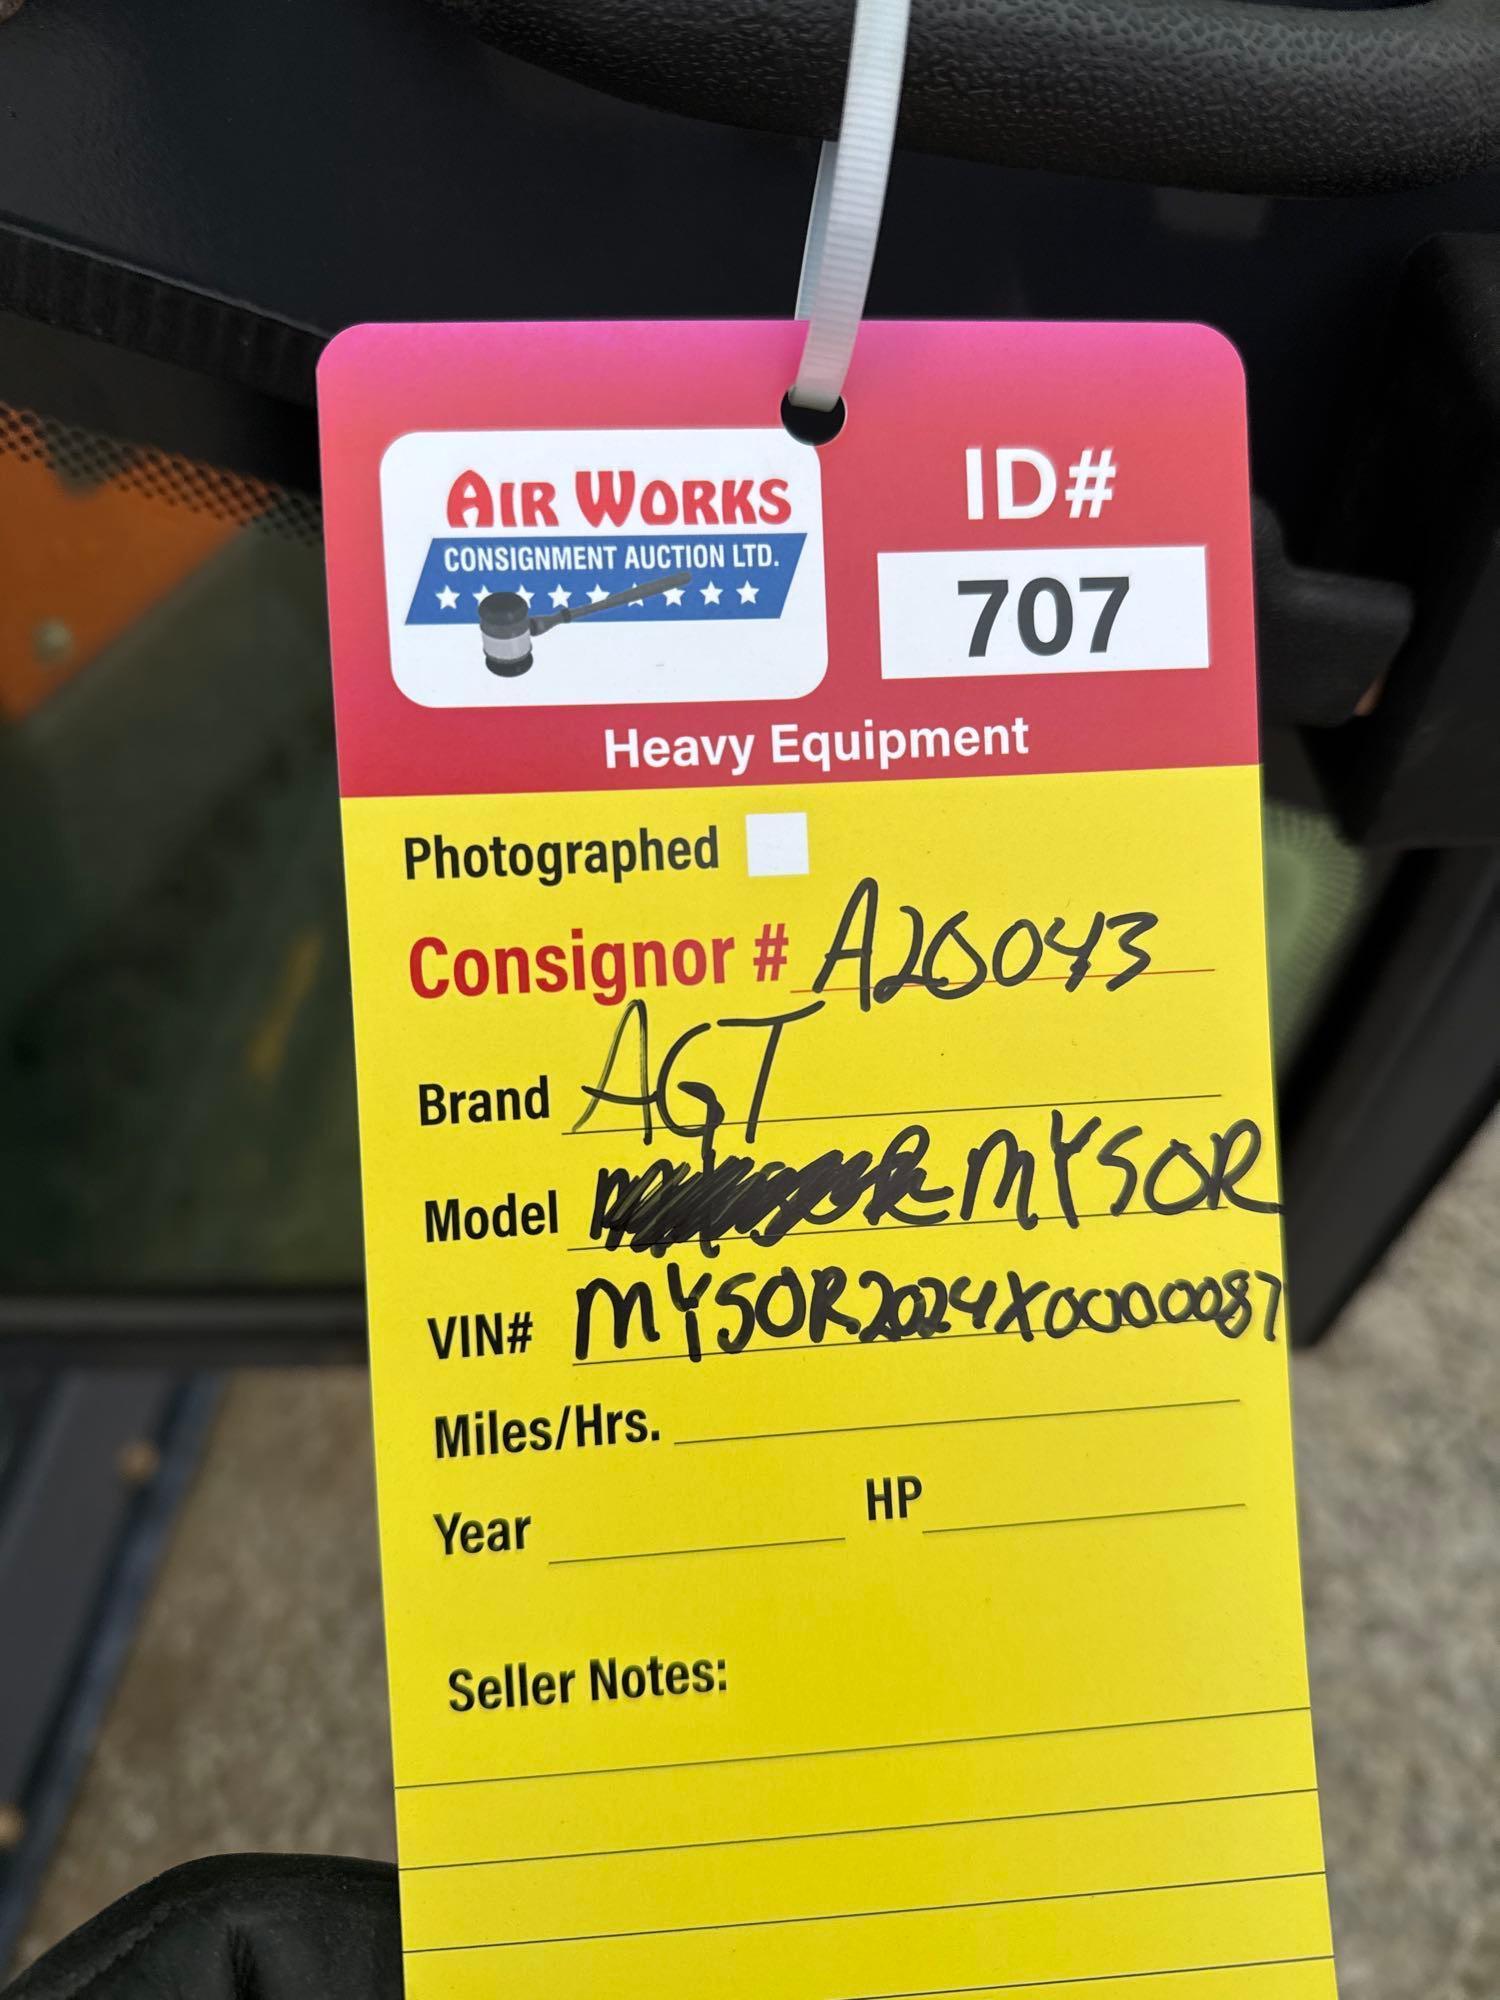 AIR WORKS
CONSIGNMENT AUCTION LTD.
ID#
707
Heavy Equipment
Photographed
Consignor # A20043
Brand AGT
Model MYSOR
VIN# MYSOR2024X0000087
Miles/Hrs.
Year HP
Seller Notes: